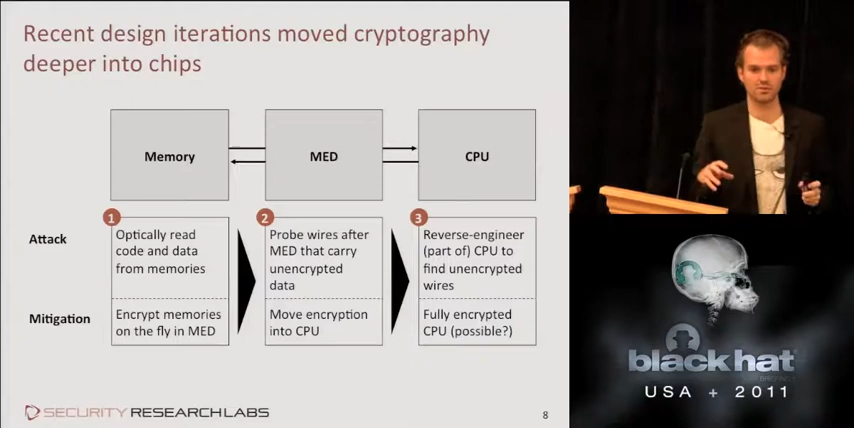 Recent design iterations moved cryptography
deeper into chips
Memory
MED
CPU
Attack
1
Optically read
code and data
from memories
2
Probe wires after
MED that carry
unencrypted
data
3
Reverse-engineer
(part of) CPU to
find unencrypted
wires
Mitigation
Encrypt memories
on the fly in MED
Move encryption
into CPU
Fully encrypted
CPU (possible?)
SECURITY RESEARCH LABS
8
black hat
USA + 2011